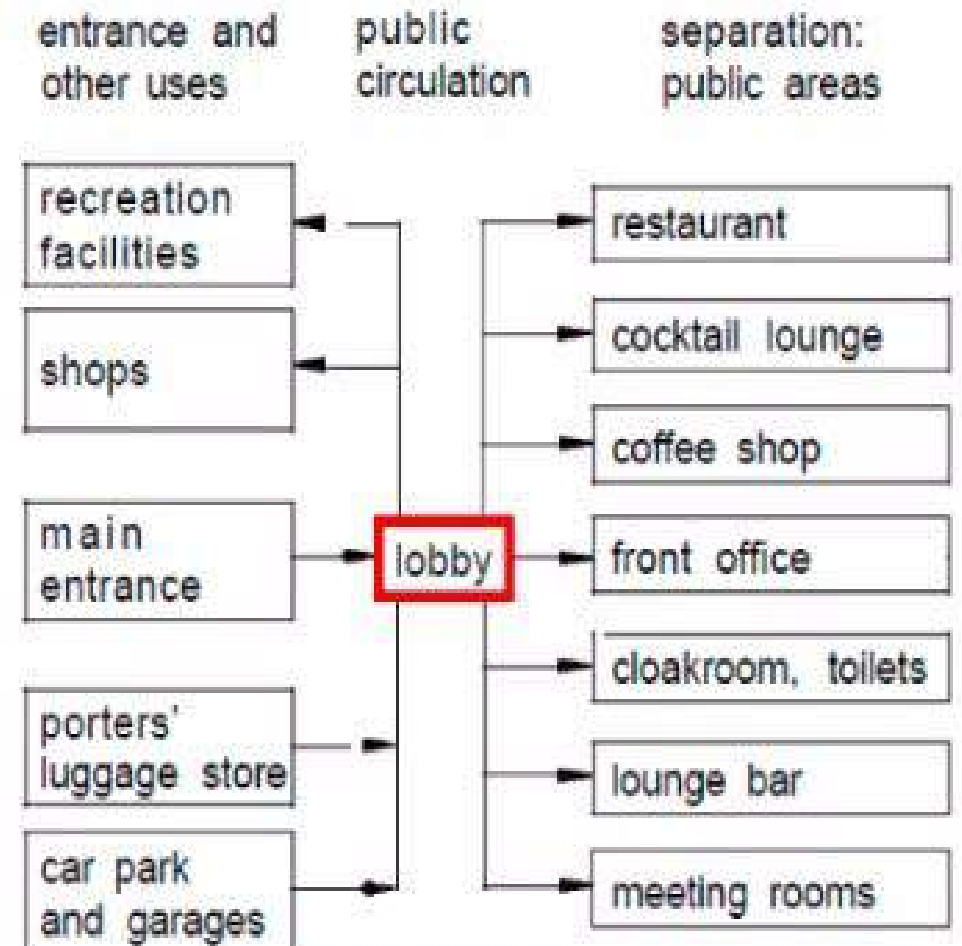 entrance and
other uses
public
circulation
separation:
public areas
recreation
facilities
shops
main
entrance
porters'
luggage store
car park
and garages
lobby
restaurant
cocktail lounge
coffee shop
front office
cloakroom, toilets
lounge bar
meeting rooms